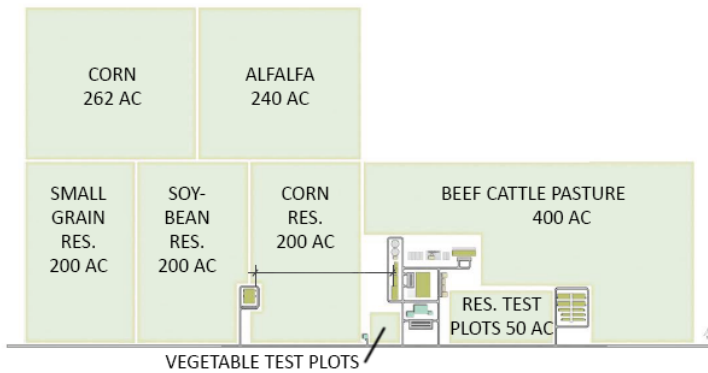 CORN
262 AC
ALFALFA
240 AC
SMALL
GRAIN
RES.
200 AC
SOY-
BEAN
RES.
200 AC
CORN
RES.
200 AC
BEEF CATTLE PASTURE
400 AC
RES. TEST
PLOTS 50 AC
VEGETABLE TEST PLOTS